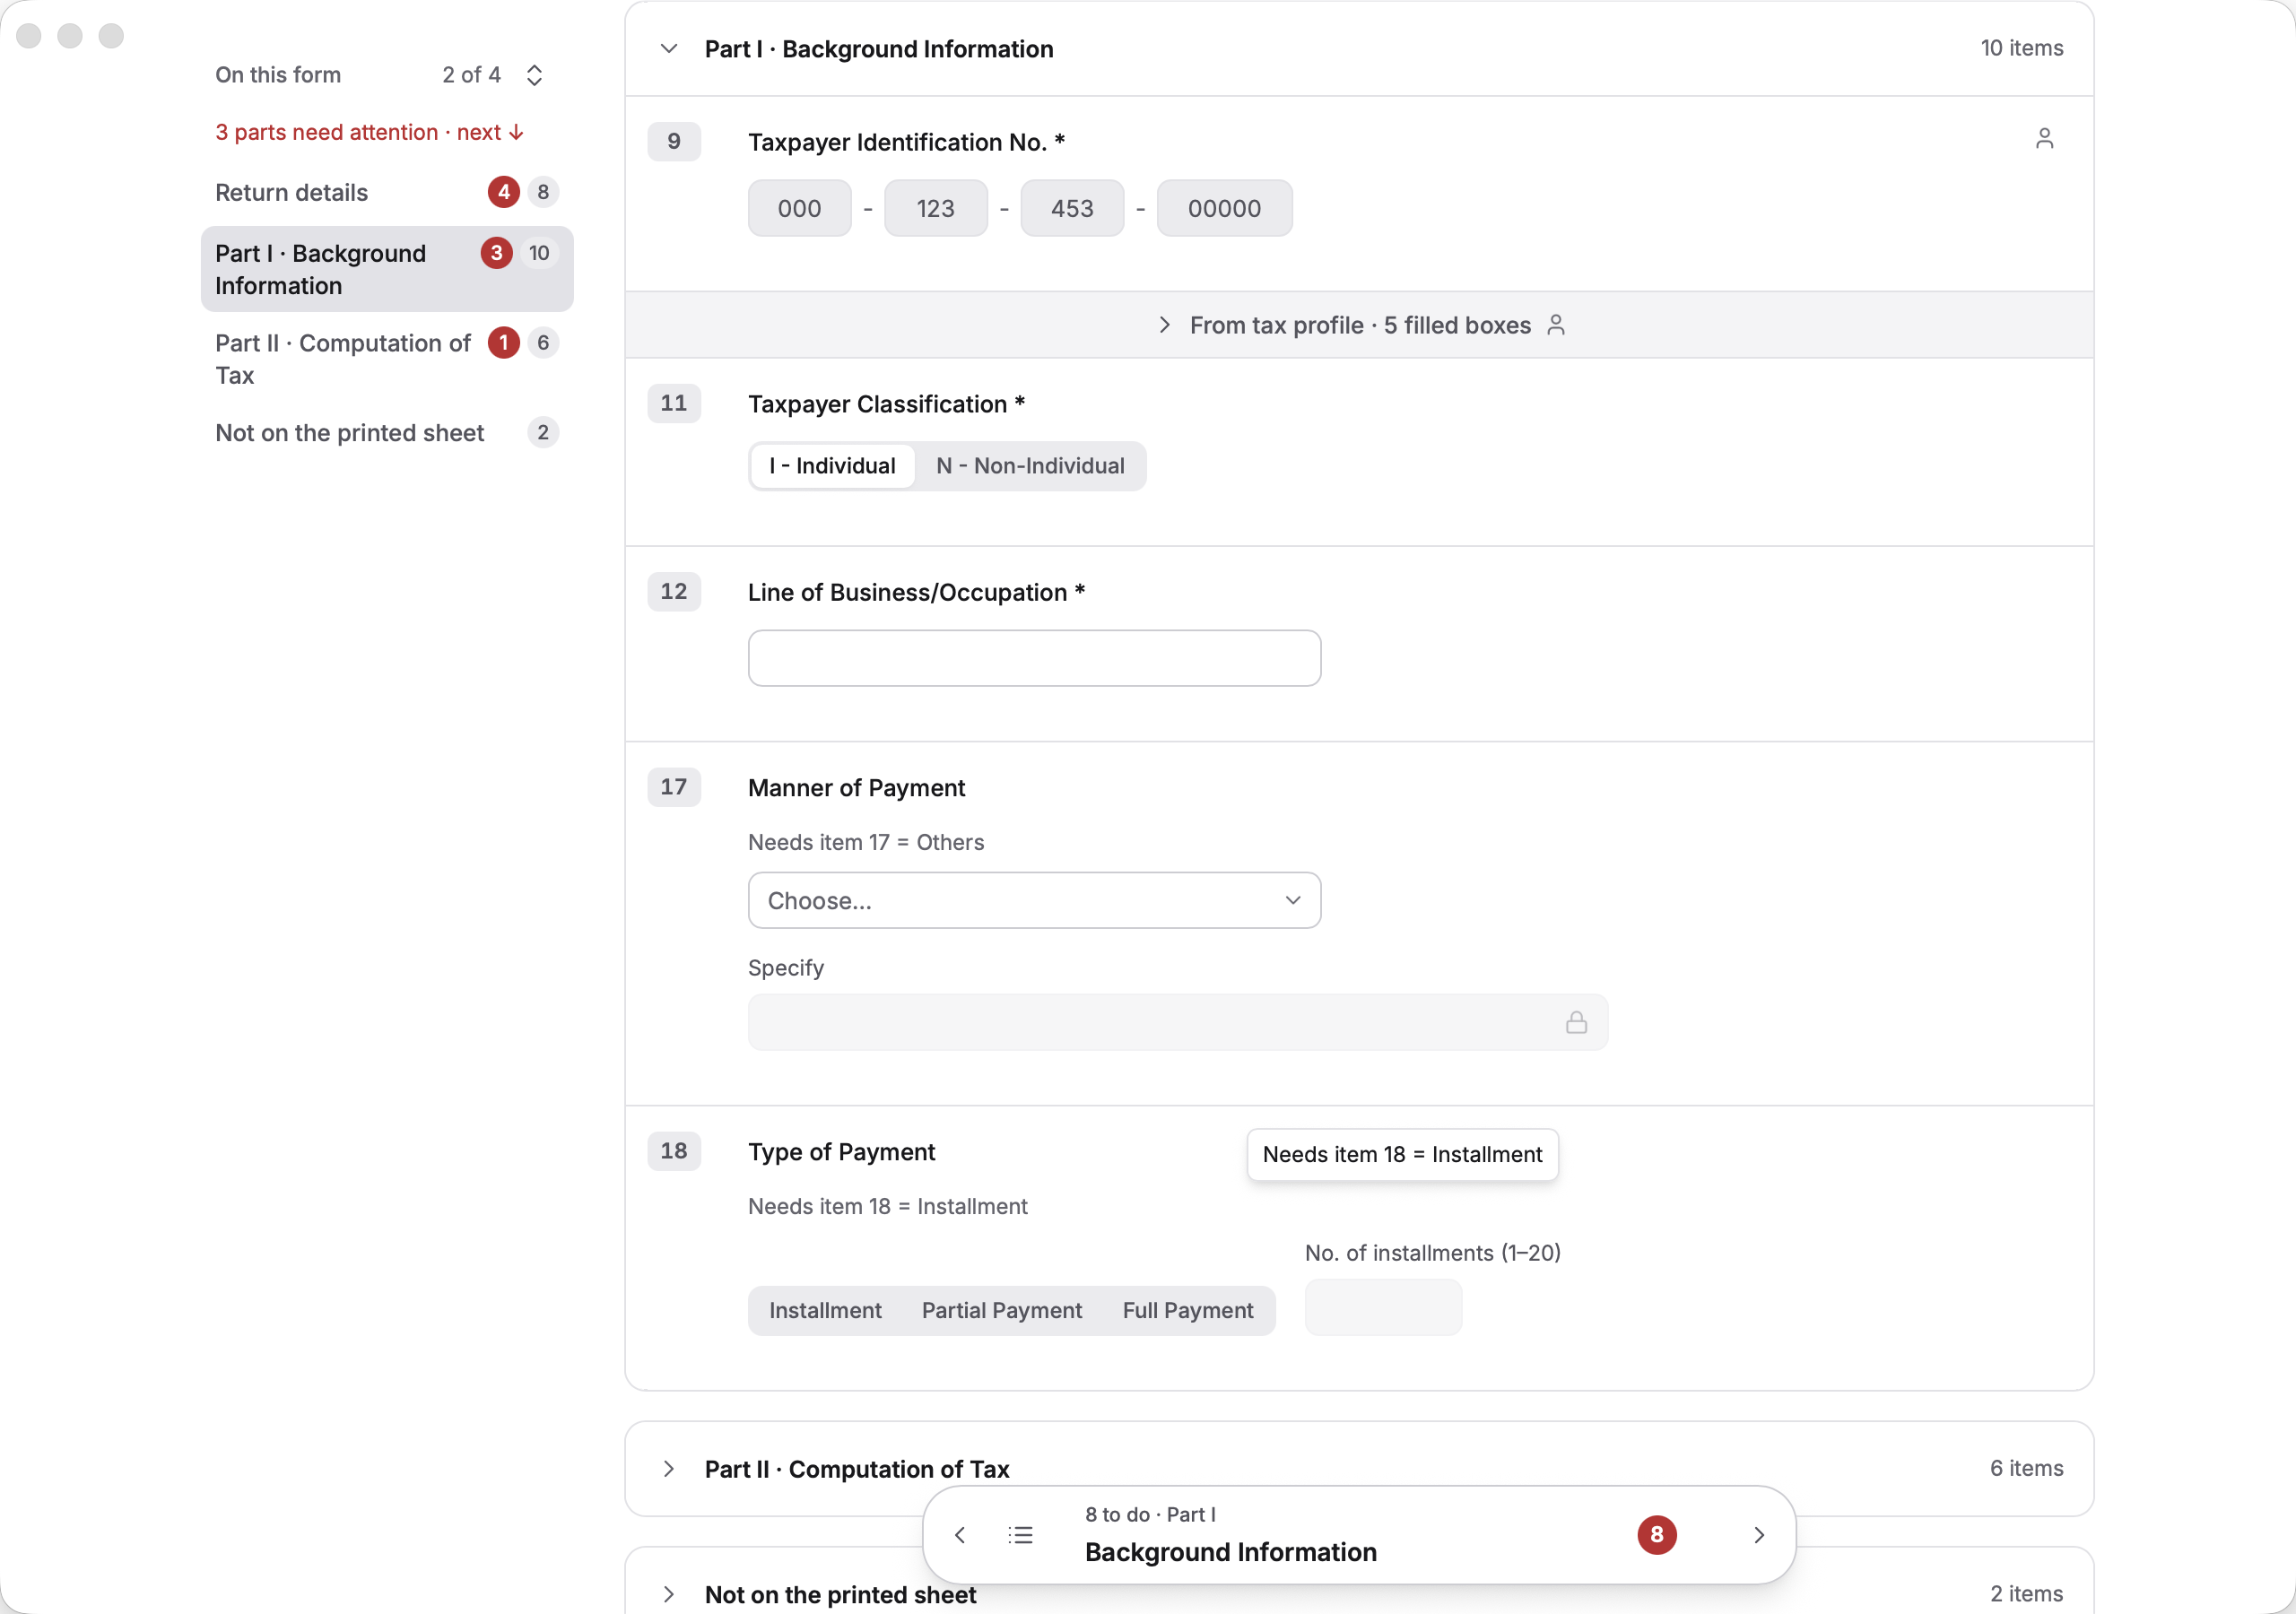 On this form 2 of 4
3 parts need attention · next ↓
Return details 4 8
Part I · Background Information 3 10
Part II · Computation of Tax 1 6
Not on the printed sheet 2
Part I · Background Information 10 items
9 Taxpayer Identification No. *
000 - 123 - 453 - 00000
From tax profile · 5 filled boxes
11 Taxpayer Classification *
I - Individual N - Non-Individual
12 Line of Business/Occupation *
17 Manner of Payment
Needs item 17 = Others
Choose...
Specify
18 Type of Payment
Needs item 18 = Installment
Needs item 18 = Installment
No. of installments (1–20)
Installment Partial Payment Full Payment
Part II · Computation of Tax 6 items
8 to do · Part I
Background Information 8
Not on the printed sheet 2 items